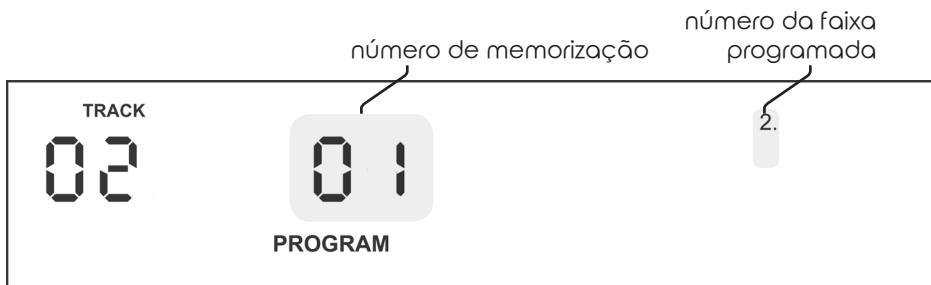 número da faixa
programada
número de memorização
TRACK
2.
02
01
PROGRAM